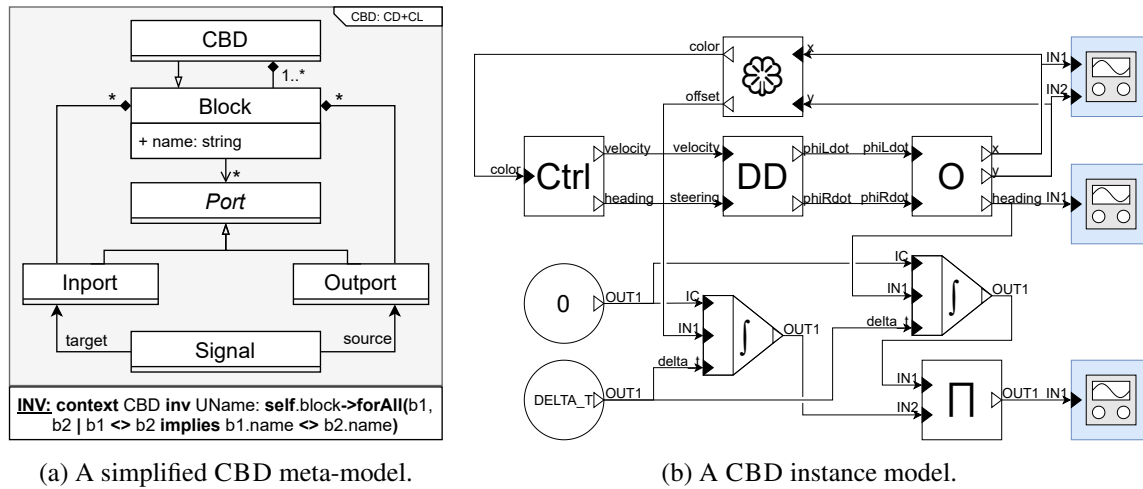 CBD: CD+CL
CBD
1..*
*
*
Block
+ name: string
*
Port
Inport
Outport
target
source
Signal
INV: context CBD inv UName: self.block->forAll(b1,
b2 | b1 <> b2 implies b1.name <> b2.name)
(a) A simplified CBD meta-model.
color
x
offset
y
IN1
IN2
color
Ctrl
velocity
heading
velocity
steering
DD
phiLdot
phiRdot
phiLdot
phiRdot
O
x
y
heading
IN1
0
OUT1
IC
IN1
delta_t
∫
OUT1
IC
IN1
delta_t
∫
OUT1
DELTA_T
OUT1
IN1
IN2
Π
OUT1
IN1
(b) A CBD instance model.